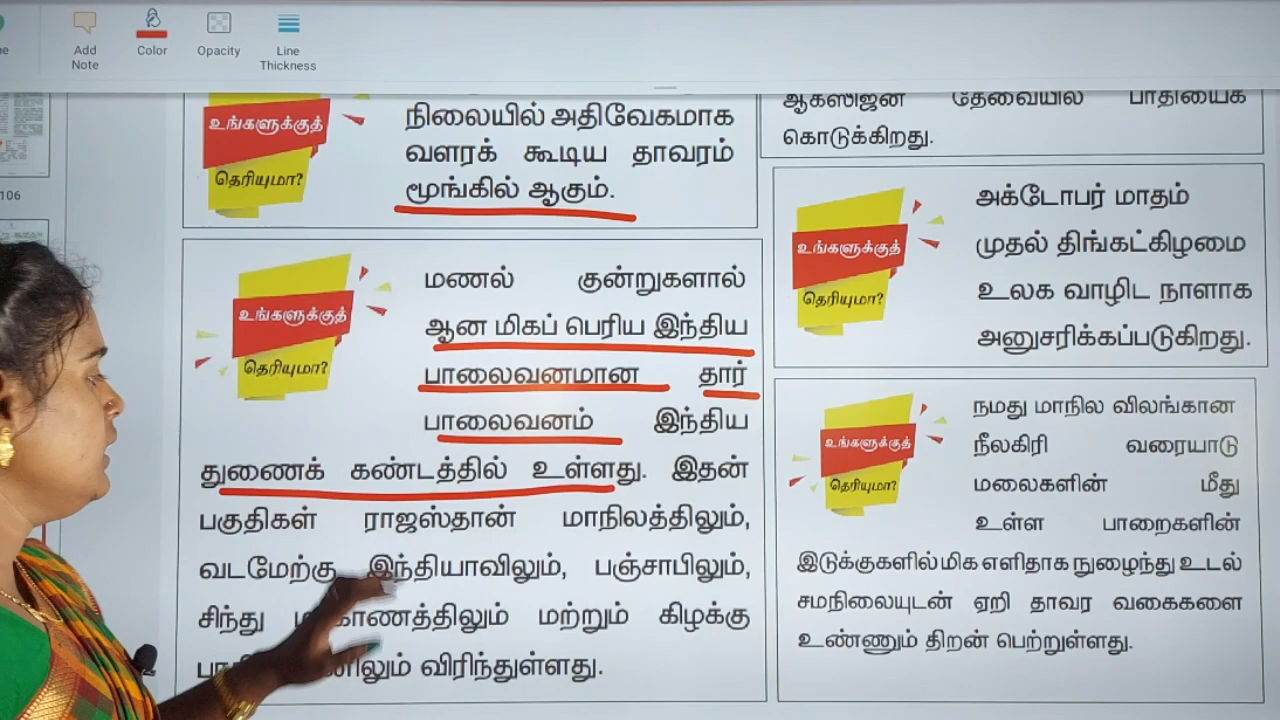 Add
Note
Color
Opacity
Line
Thickness
106
உங்களுக்குத்
தெரியுமா?
நிலையில் அதிவேகமாக
வளரக் கூடிய தாவரம்
மூங்கில் ஆகும்.
உங்களுக்குத்
தெரியுமா?
மணல் குன்றுகளால்
ஆன மிகப் பெரிய இந்திய
பாலைவனமான தார்
பாலைவனம் இந்திய
துணைக் கண்டத்தில் உள்ளது. இதன்
பகுதிகள் ராஜஸ்தான் மாநிலத்திலும்,
வடமேற்கு இந்தியாவிலும், பஞ்சாபிலும்,
சிந்து மற்றும் கிழக்கு
விரிந்துள்ளது.
ஆக்ஸிஜன் தேவையில் பாதியைக்
கொடுக்கிறது.
உங்களுக்குத்
தெரியுமா?
அக்டோபர் மாதம்
முதல் திங்கட்கிழமை
உலக வாழிட நாளாக
அனுசரிக்கப்படுகிறது.
உங்களுக்குத்
தெரியுமா?
நமது மாநில விலங்கான
நீலகிரி வரையாடு
மலைகளின் மீது
உள்ள பாறைகளின்
இடுக்குகளில் மிக எளிதாக நுழைந்து உடல்
சமநிலையுடன் ஏறி தாவர வகைகளை
உண்ணும் திறன் பெற்றுள்ளது.